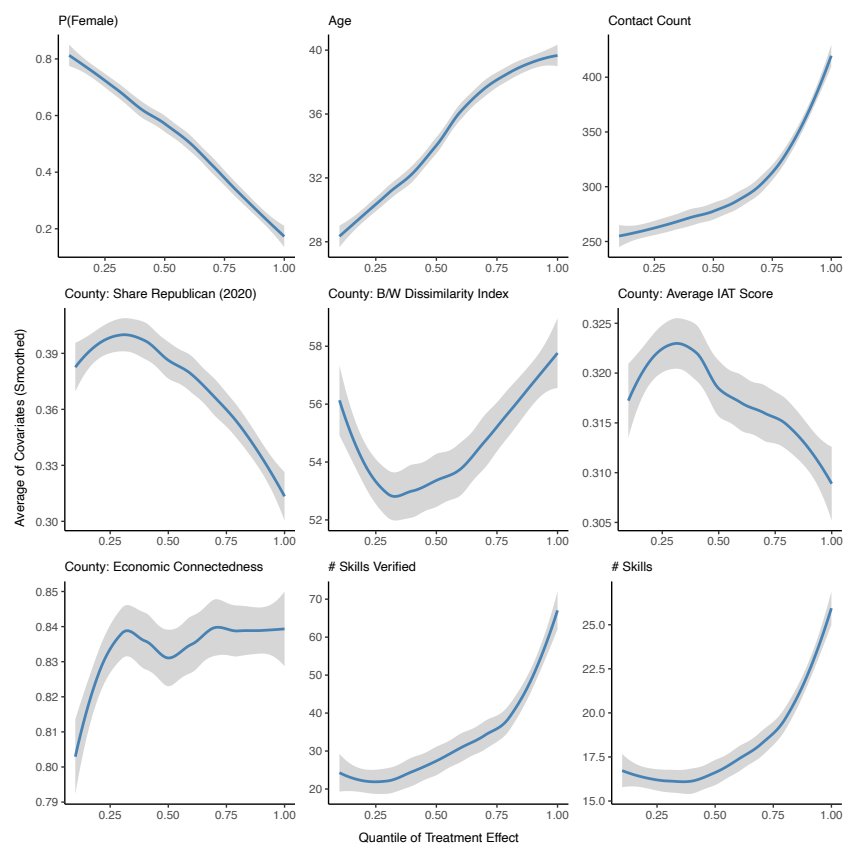 P(Female)
Age
Contact Count
0.8
0.6
0.4
0.2
0.25 0.50 0.75 1.00
40
36
32
28
0.25 0.50 0.75 1.00
400
350
300
250
0.25 0.50 0.75 1.00
County: Share Republican (2020)
County: B/W Dissimilarity Index
County: Average IAT Score
Average of Covariates (Smoothed)
0.39
0.36
0.33
0.30
0.25 0.50 0.75 1.00
58
56
54
52
0.25 0.50 0.75 1.00
0.325
0.320
0.315
0.310
0.305
0.25 0.50 0.75 1.00
County: Economic Connectedness
# Skills Verified
# Skills
0.85
0.84
0.83
0.82
0.81
0.80
0.79
0.25 0.50 0.75 1.00
70
60
50
40
30
20
0.25 0.50 0.75 1.00
25.0
22.5
20.0
17.5
15.0
0.25 0.50 0.75 1.00
Quantile of Treatment Effect